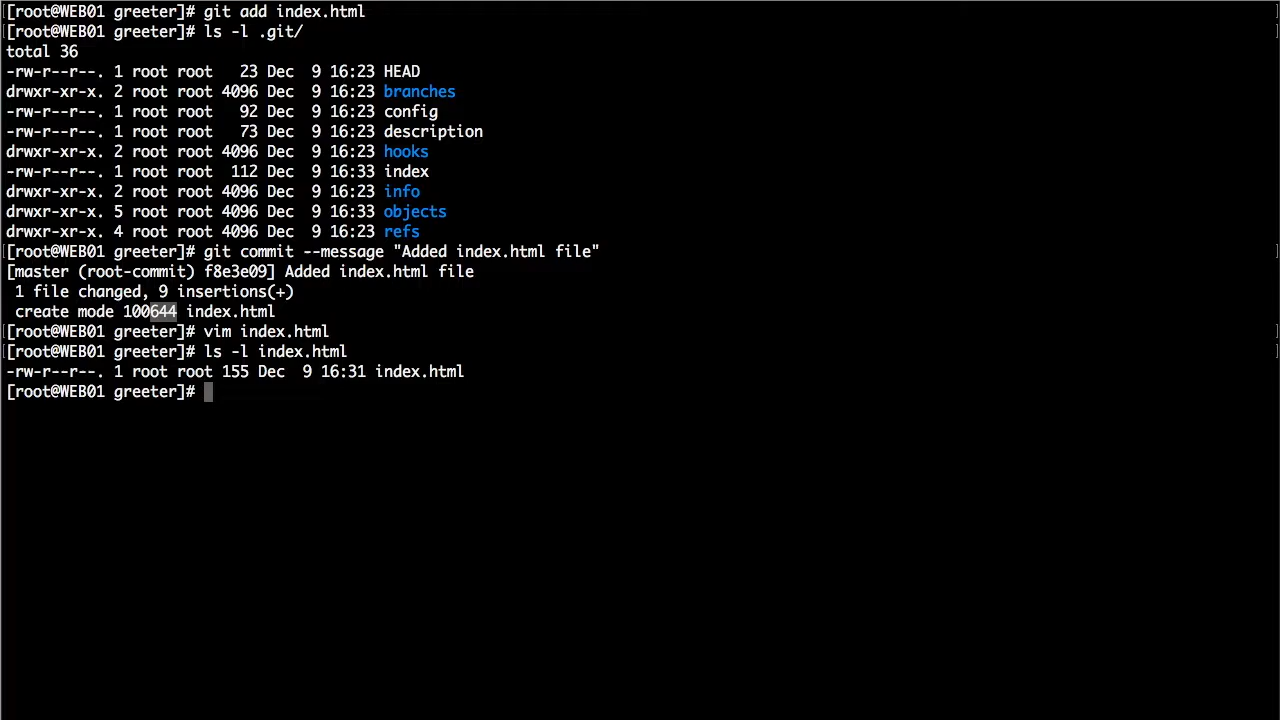 [root@WEB01 greeter]# git add index.html
[root@WEB01 greeter]# ls -l .git/
total 36
-rw-r--r--. 1 root root   23 Dec  9 16:23 HEAD
drwxr-xr-x. 2 root root 4096 Dec  9 16:23 branches
-rw-r--r--. 1 root root   92 Dec  9 16:23 config
-rw-r--r--. 1 root root   73 Dec  9 16:23 description
drwxr-xr-x. 2 root root 4096 Dec  9 16:23 hooks
-rw-r--r--. 1 root root  112 Dec  9 16:33 index
drwxr-xr-x. 2 root root 4096 Dec  9 16:23 info
drwxr-xr-x. 5 root root 4096 Dec  9 16:33 objects
drwxr-xr-x. 4 root root 4096 Dec  9 16:23 refs
[root@WEB01 greeter]# git commit --message "Added index.html file"
[master (root-commit) f8e3e09] Added index.html file
 1 file changed, 9 insertions(+)
 create mode 100644 index.html
[root@WEB01 greeter]# vim index.html
[root@WEB01 greeter]# ls -l index.html
-rw-r--r--. 1 root root 155 Dec  9 16:31 index.html
[root@WEB01 greeter]#